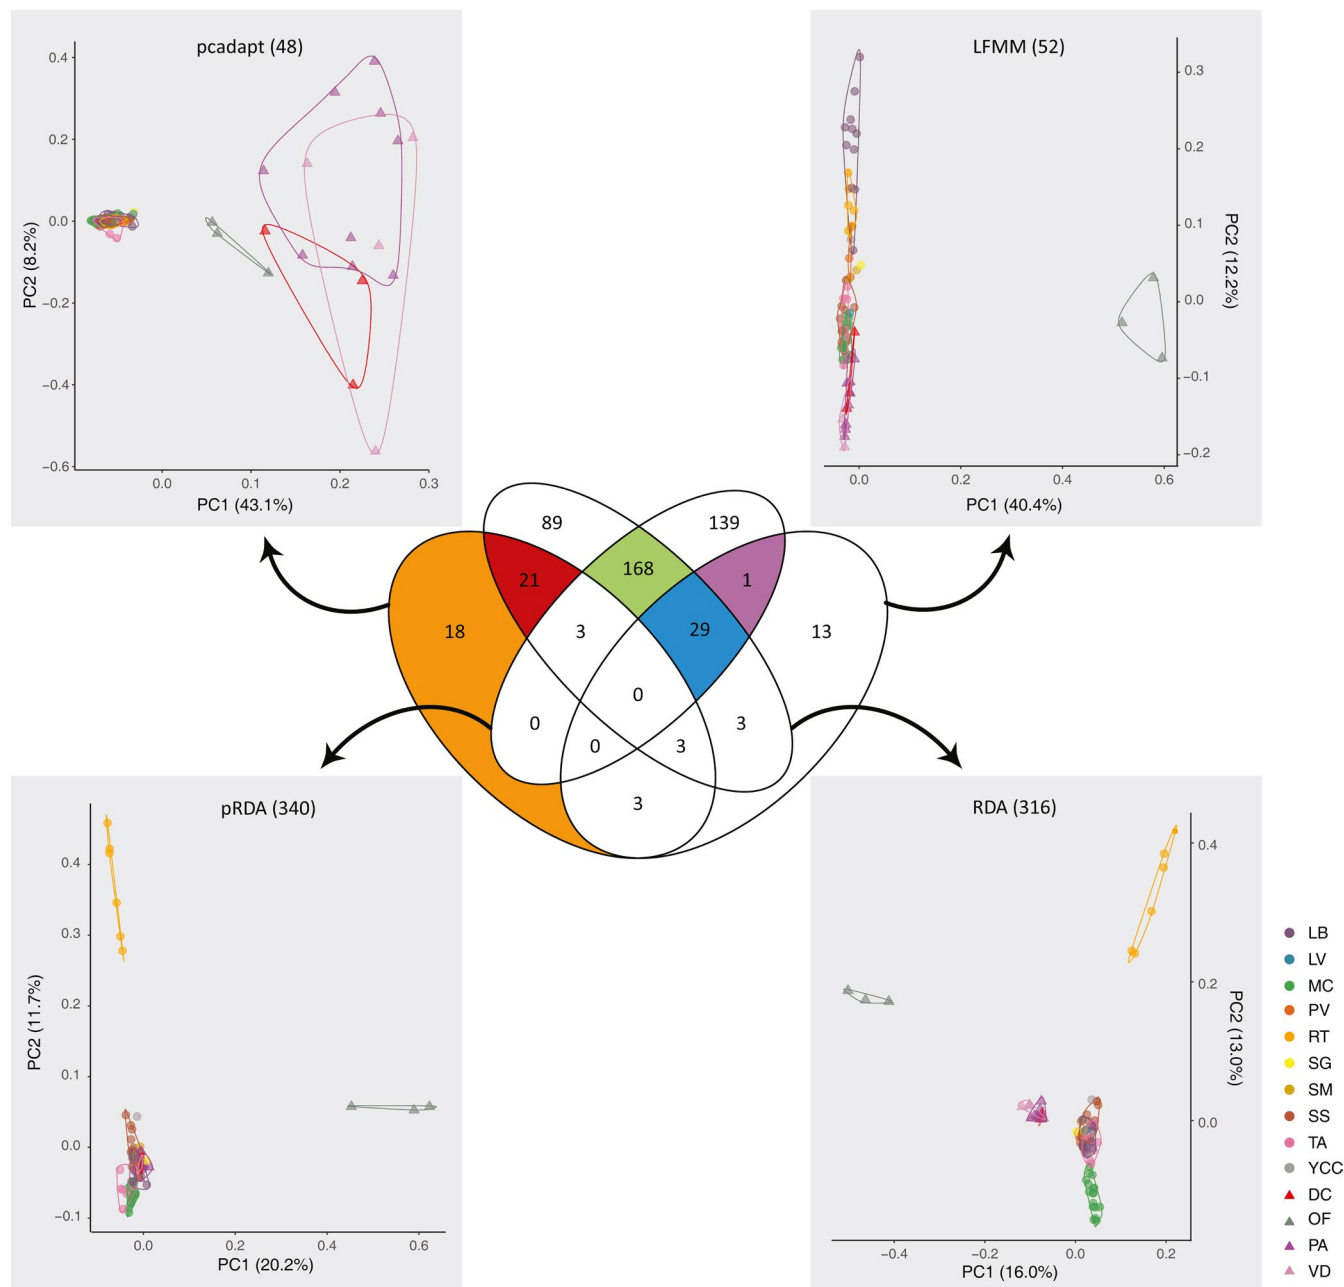 pcadapt (48)
0.4
0.2
0.0
−0.2
−0.4
−0.6
PC2 (8.2%)
0.0
0.1
0.2
0.3
PC1 (43.1%)
LFMM (52)
0.3
0.2
0.1
0.0
−0.1
−0.2
PC2 (12.2%)
0.0
0.2
0.4
0.6
PC1 (40.4%)
89
139
21
168
1
18
3
29
13
0
0
3
0
3
3
pRDA (340)
0.4
0.3
0.2
0.1
0.0
−0.1
PC2 (11.7%)
0.0
0.2
0.4
0.6
PC1 (20.2%)
RDA (316)
0.4
0.2
0.0
PC2 (13.0%)
−0.4
−0.2
0.0
0.2
PC1 (16.0%)
LB
LV
MC
PV
RT
SG
SM
SS
TA
YCC
DC
OF
PA
VD